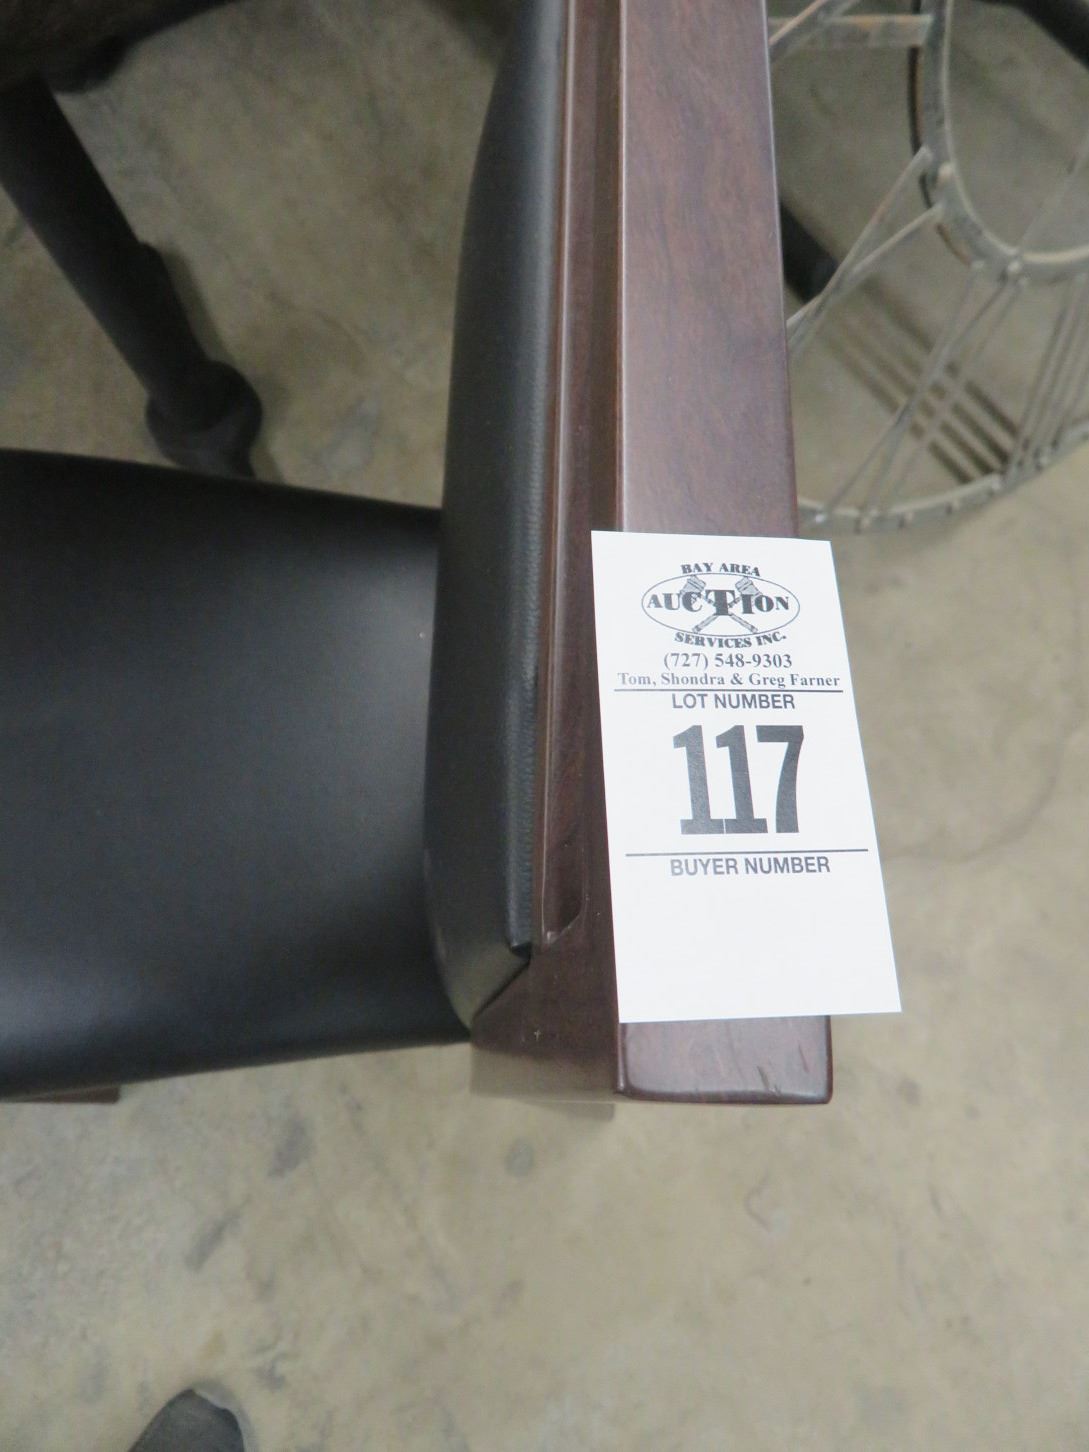 BAY AREA
AUCTION
SERVICES INC.
(727) 548-9303
Tom, Shondra & Greg Farner
LOT NUMBER
117
BUYER NUMBER